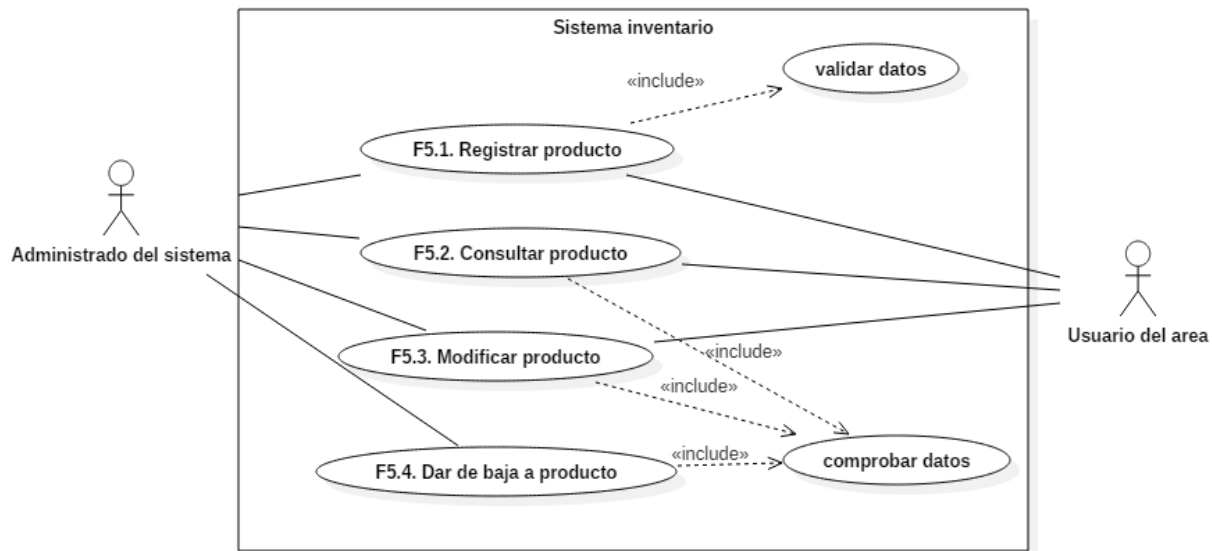 Sistema inventario
validar datos
«include»
F5.1. Registrar producto
Administrado del sistema
F5.2. Consultar producto
Usuario del area
«include»
F5.3. Modificar producto
«include»
«include»
comprobar datos
F5.4. Dar de baja a producto